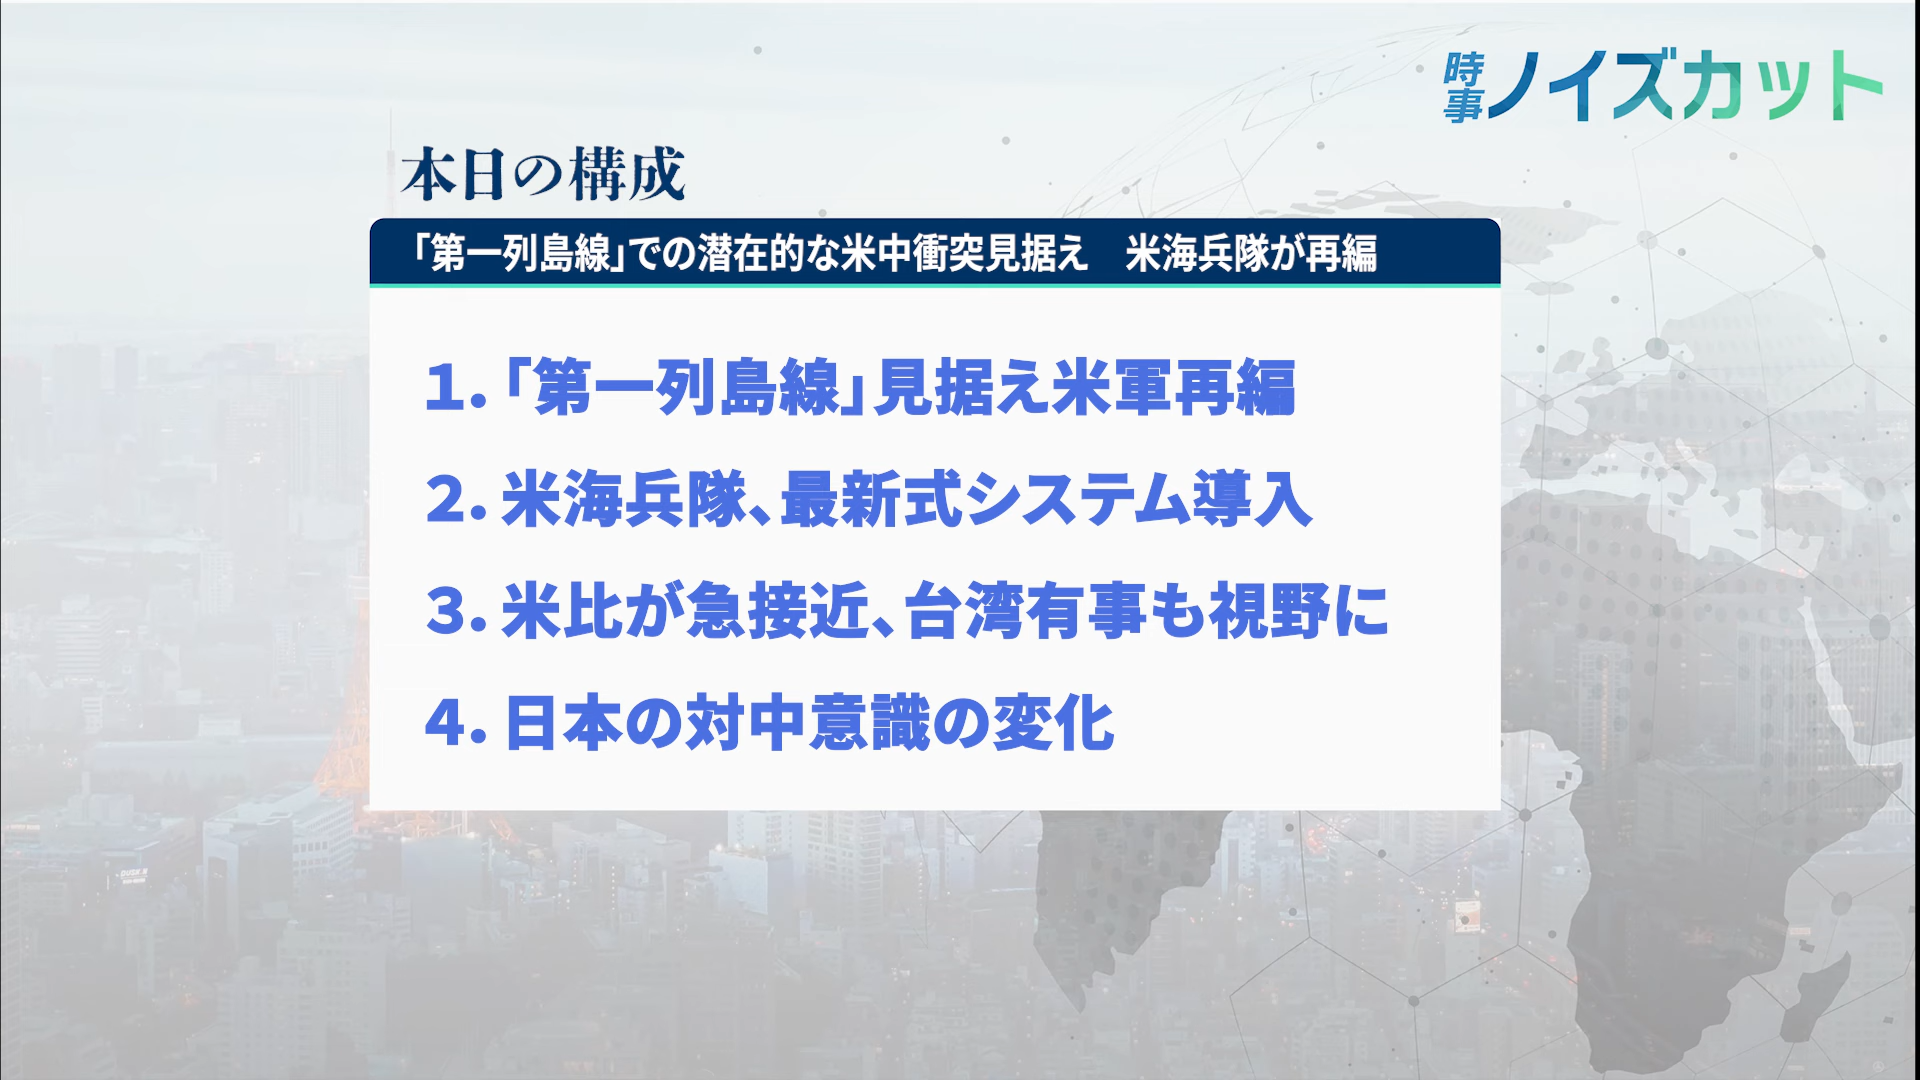 時事ノイズカット
本日の構成
「第一列島線」での潜在的な米中衝突見据え　米海兵隊が再編
1.「第一列島線」見据え米軍再編
2.米海兵隊、最新式システム導入
3.米比が急接近、台湾有事も視野に
4.日本の対中意識の変化